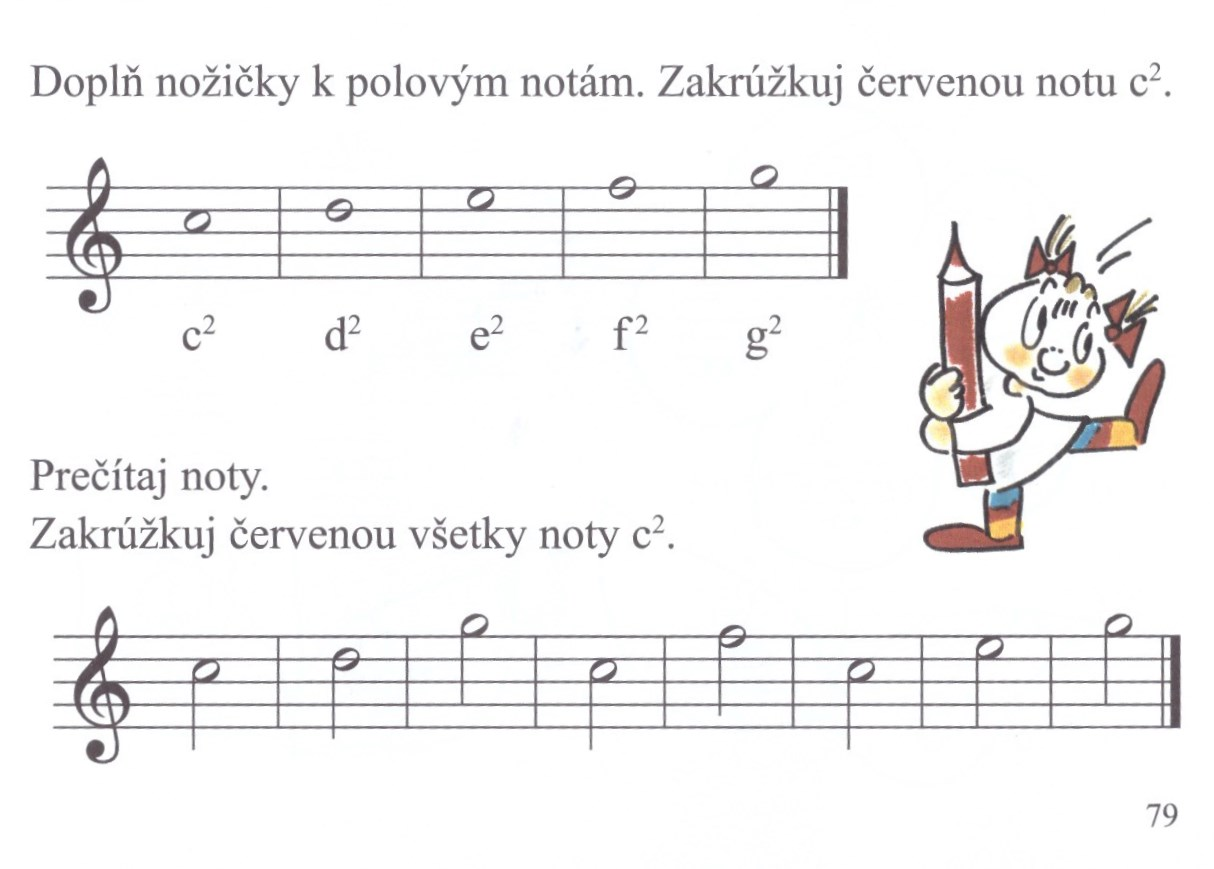 Doplň nožičky k polovým notám. Zakrúžkuj červenou notu c².
c² d² e² f² g²
Prečítaj noty.
Zakrúžkuj červenou všetky noty c².
79